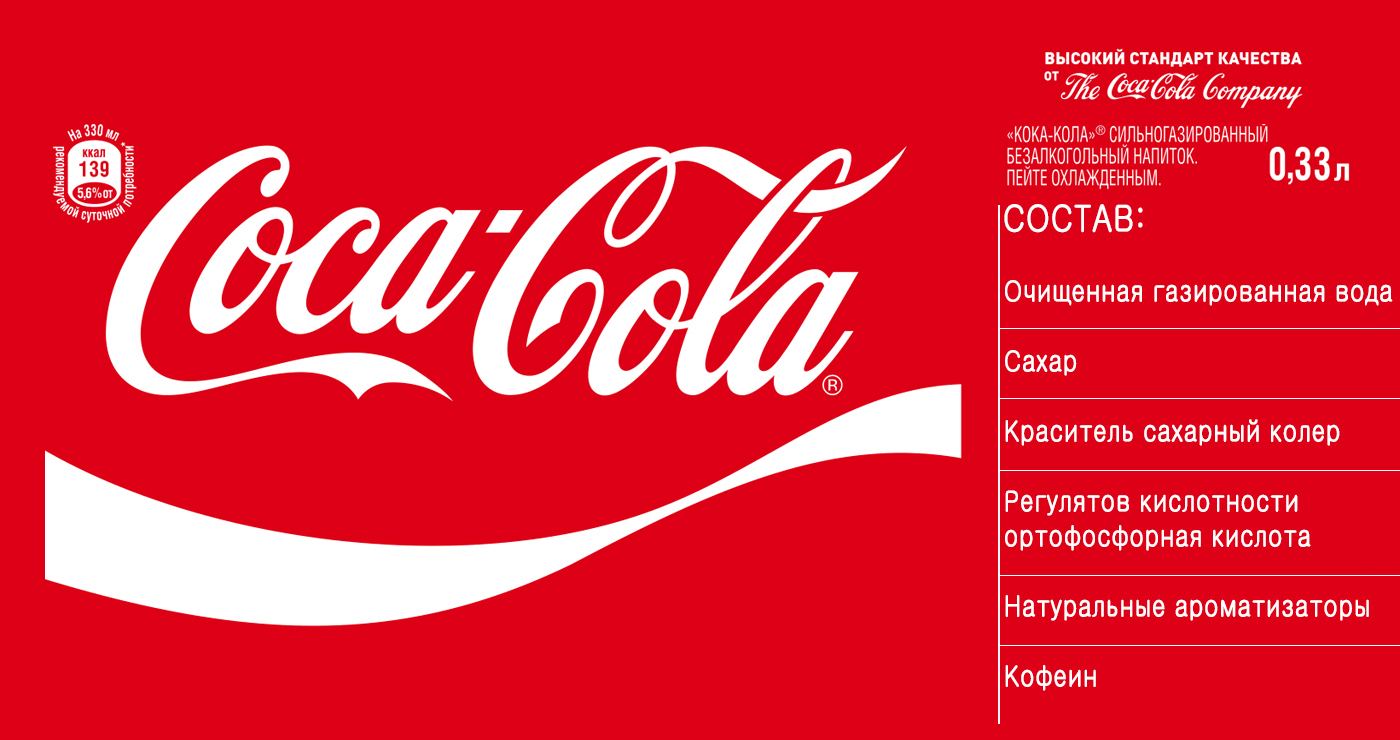 На 330 мл
ккал
139
5,6% от
рекомендуемой суточной потребности*
Coca-Cola®
ВЫСОКИЙ СТАНДАРТ КАЧЕСТВА
ОТ The Coca-Cola Company
«КОКА-КОЛА»® СИЛЬНОГАЗИРОВАННЫЙ
БЕЗАЛКОГОЛЬНЫЙ НАПИТОК.
ПЕЙТЕ ОХЛАЖДЕННЫМ.
0,33 л
СОСТАВ:
Очищенная газированная вода
Сахар
Краситель сахарный колер
Регулятов кислотности
ортофосфорная кислота
Натуральные ароматизаторы
Кофеин